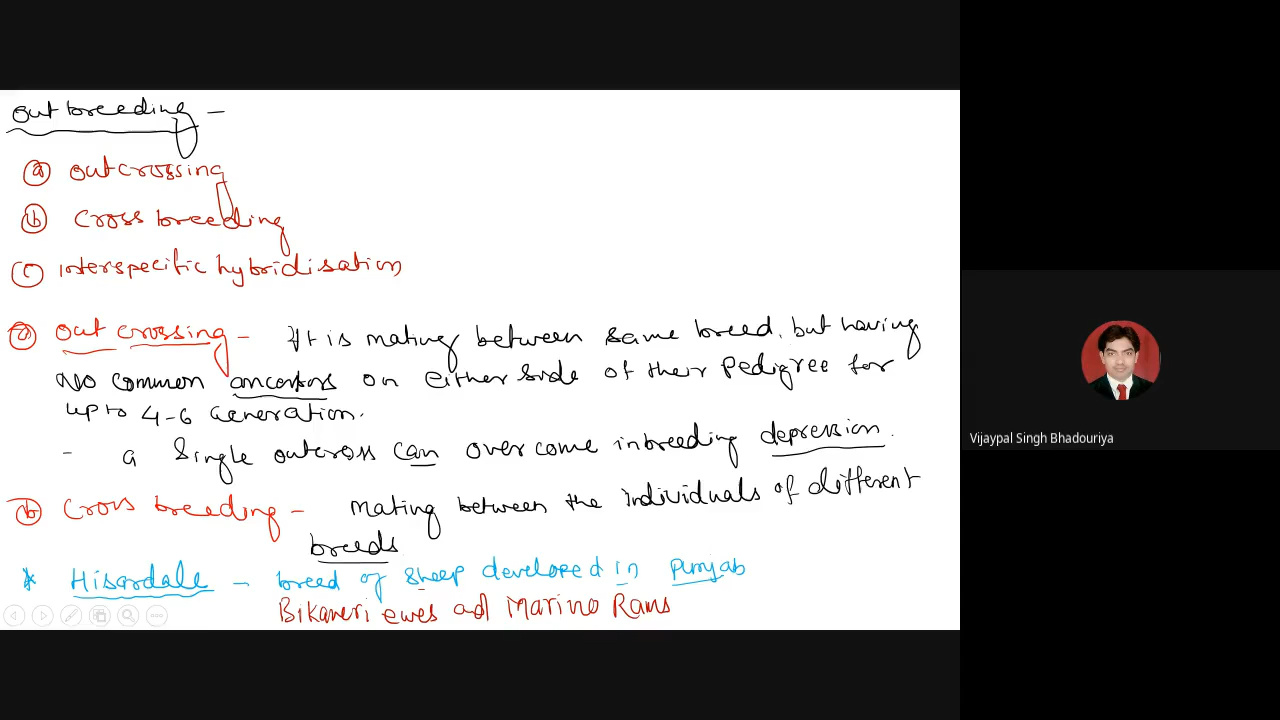 Out breeding -
(a) Outcrossing
(b) Cross breeding
(c) Interspecific hybridisation
(a) Out crossing - It is mating between same breed, but having
No common ancestors on either side of their Pedigree for
upto 4-6 Generation.
- a Single outcross can over come inbreeding depression.
(b) Cross breeding - Mating between the individuals of different
breeds
* Hisardale - breed of sheep developed in Punjab
Bikaneri ewes and Marino Rams
Vijaypal Singh Bhadouriya